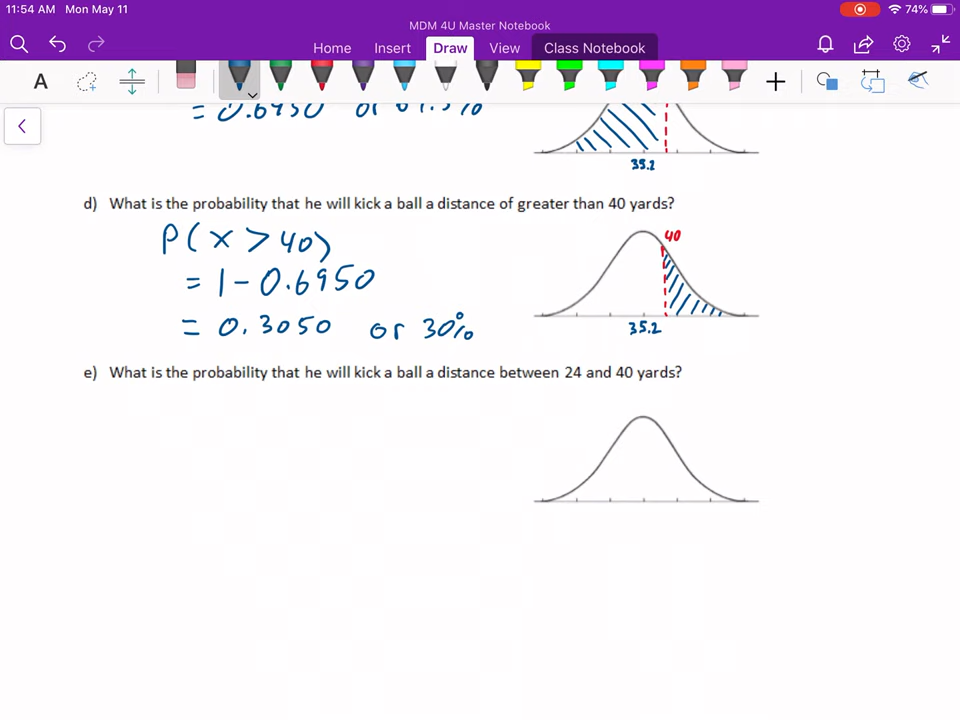 11:54 AM Mon May 11
74%
MDM 4U Master Notebook
Home Insert Draw View Class Notebook
A
= 0.6950 or
35.2
d) What is the probability that he will kick a ball a distance of greater than 40 yards?
P(x > 40)
40
= 1 - 0.6950
= 0.3050 or 30%
35.2
e) What is the probability that he will kick a ball a distance between 24 and 40 yards?